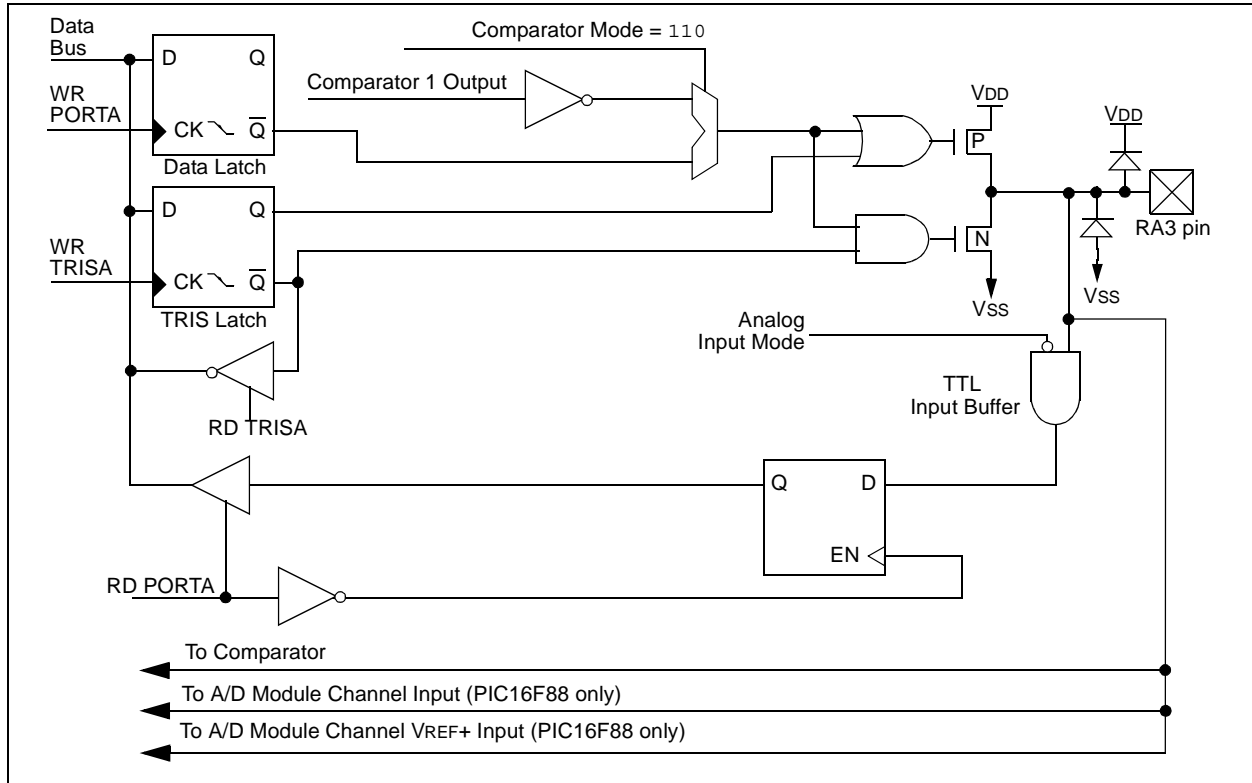 Data
Bus
D Q
Comparator Mode = 110
Comparator 1 Output
WR
PORTA
CK Q̅
Data Latch
VDD
P
VDD
RA3 pin
D Q
WR
TRISA
CK Q̅
TRIS Latch
N
VSS
VSS
Analog
Input Mode
TTL
Input Buffer
RD TRISA
Q D
EN
RD PORTA
To Comparator
To A/D Module Channel Input (PIC16F88 only)
To A/D Module Channel VREF+ Input (PIC16F88 only)